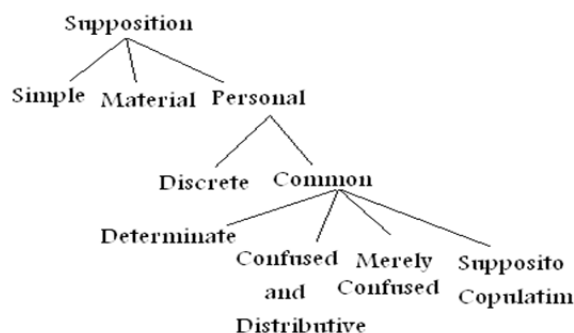 Supposition
Simple Material Personal
Discrete Common
Determinate
Confused and Distributive
Merely Confused
Supposito Copulatim